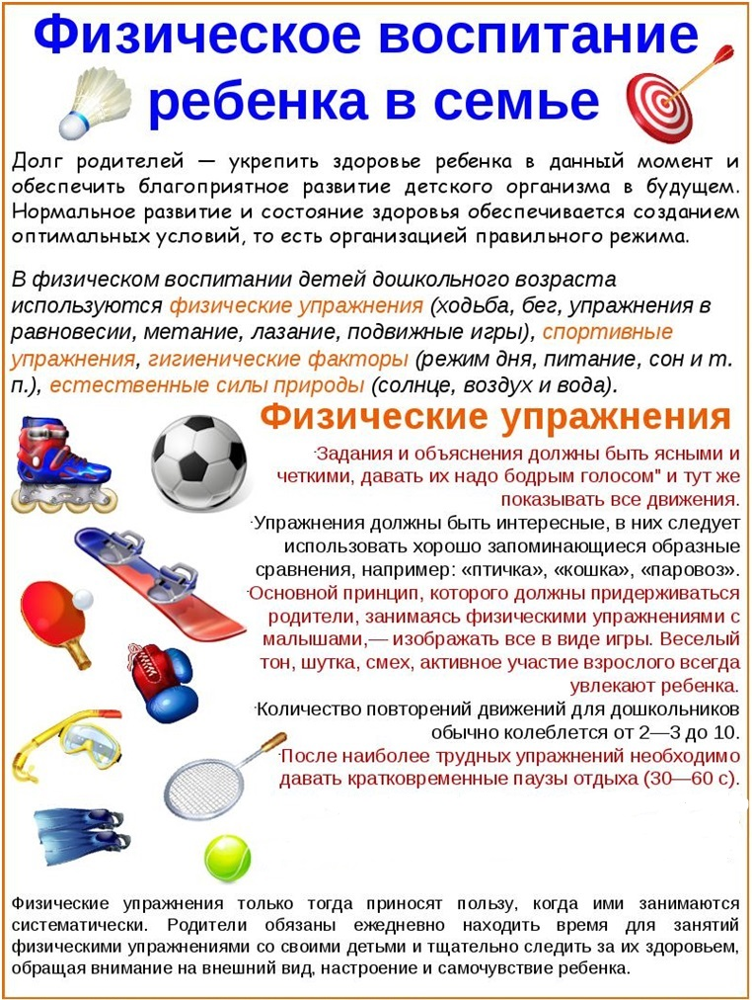 Физическое воспитание
ребенка в семье
Долг родителей — укрепить здоровье ребенка в данный момент и
обеспечить благоприятное развитие детского организма в будущем.
Нормальное развитие и состояние здоровья обеспечивается созданием
оптимальных условий, то есть организацией правильного режима.
В физическом воспитании детей дошкольного возраста
используются физические упражнения (ходьба, бег, упражнения в
равновесии, метание, лазание, подвижные игры), спортивные
упражнения, гигиенические факторы (режим дня, питание, сон и т.
п.), естественные силы природы (солнце, воздух и вода).
Физические упражнения
·Задания и объяснения должны быть ясными и
четкими, давать их надо бодрым голосом" и тут же
показывать все движения.
·Упражнения должны быть интересные, в них следует
использовать хорошо запоминающиеся образные
сравнения, например: «птичка», «кошка», «паровоз».
·Основной принцип, которого должны придерживаться
родители, занимаясь физическими упражнениями с
малышами,— изображать все в виде игры. Веселый
тон, шутка, смех, активное участие взрослого всегда
увлекают ребенка.
·Количество повторений движений для дошкольников
обычно колеблется от 2—3 до 10.
·После наиболее трудных упражнений необходимо
давать кратковременные паузы отдыха (30—60 с).
Физические упражнения только тогда приносят пользу, когда ими занимаются
систематически. Родители обязаны ежедневно находить время для занятий
физическими упражнениями со своими детьми и тщательно следить за их здоровьем,
обращая внимание на внешний вид, настроение и самочувствие ребенка.